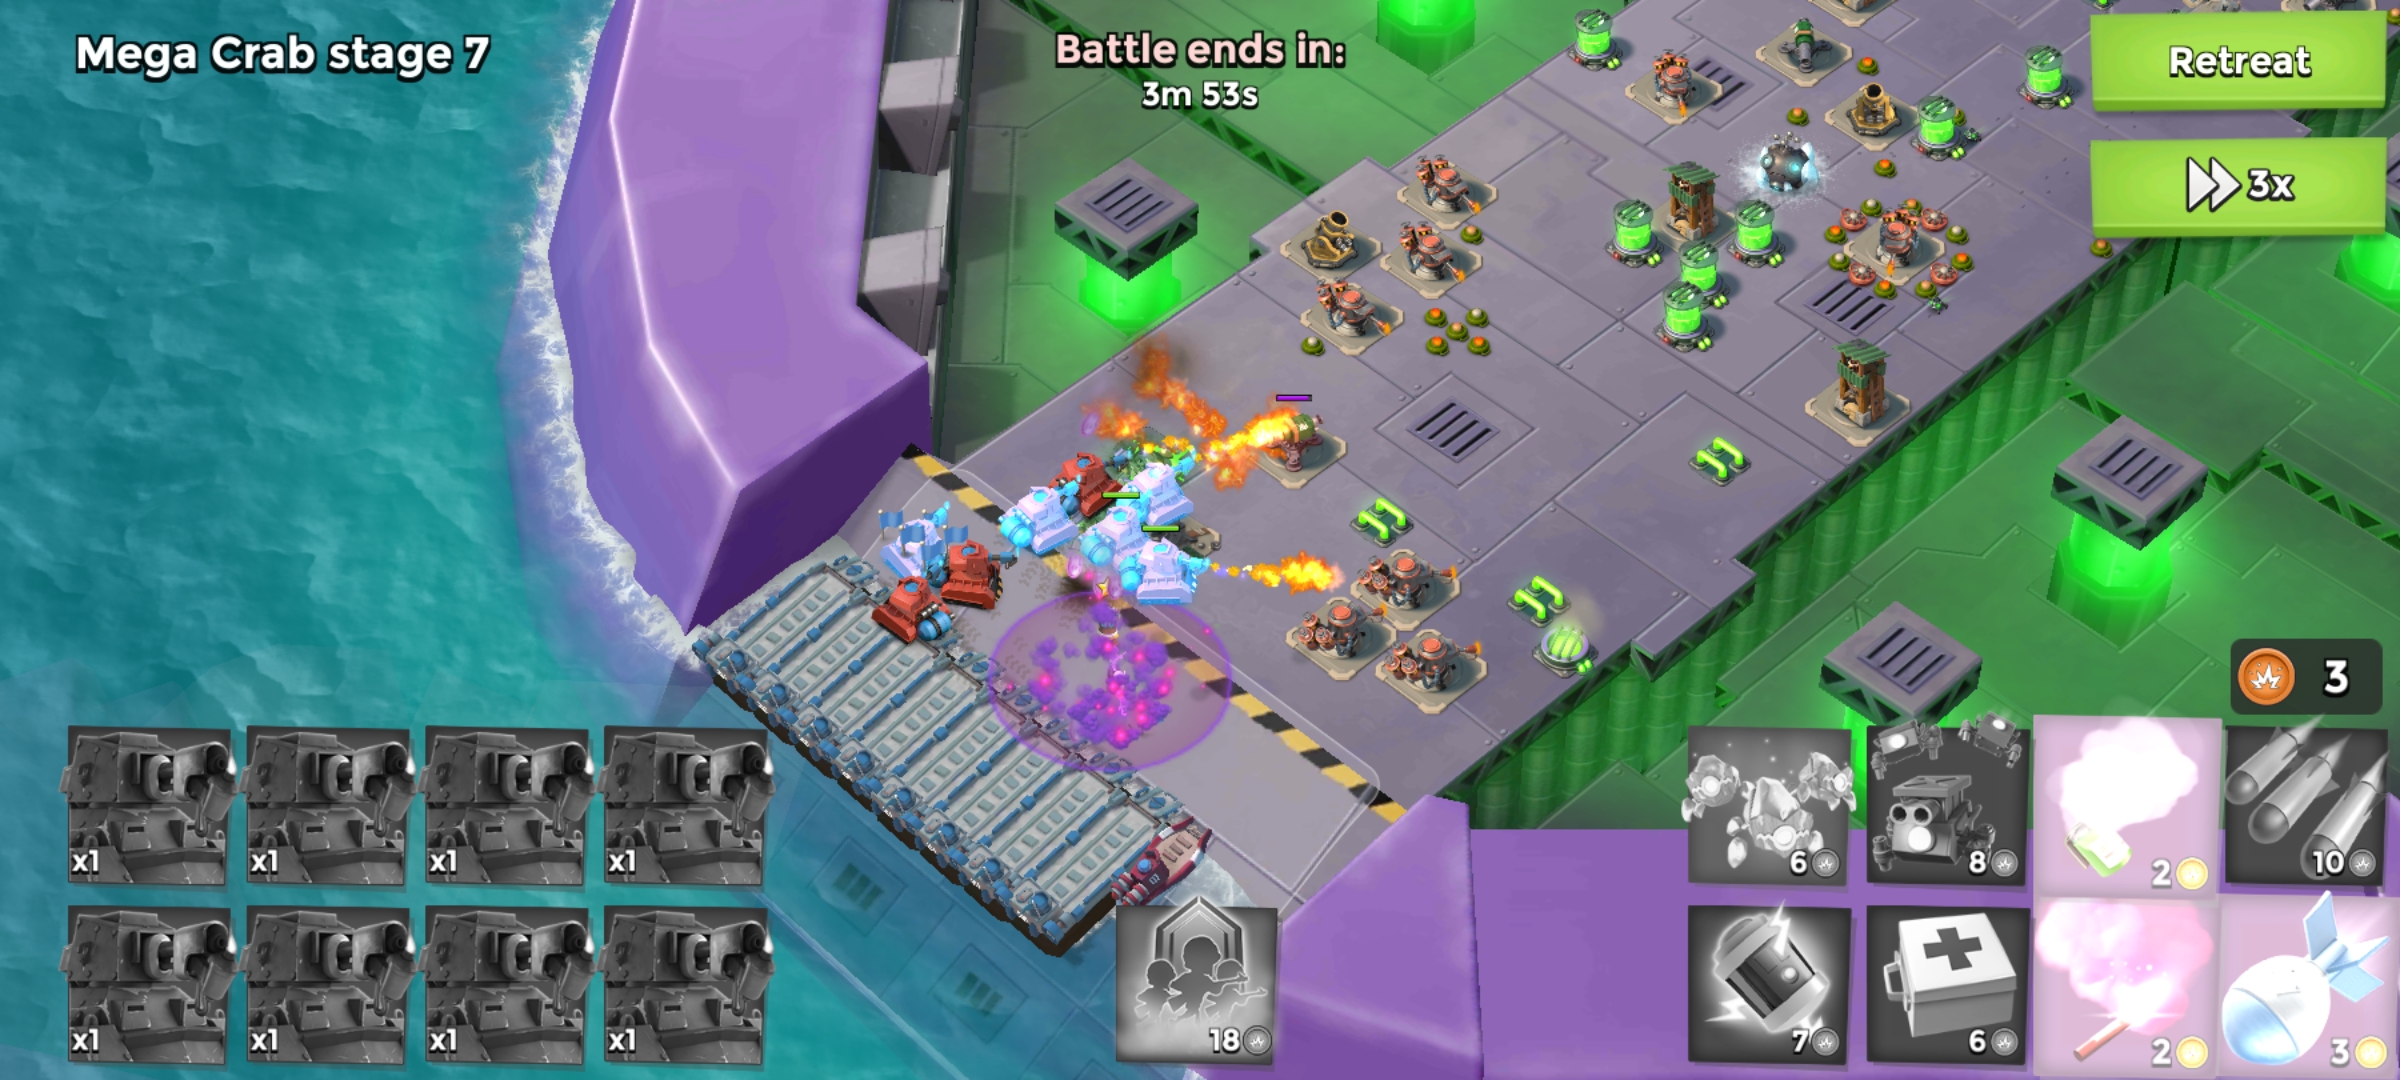 Mega Crab stage 7
Battle ends in:
3m 53s
Retreat
3x
3
x1
x1
x1
x1
6
8
2
10
x1
x1
x1
x1
18
7
6
2
3